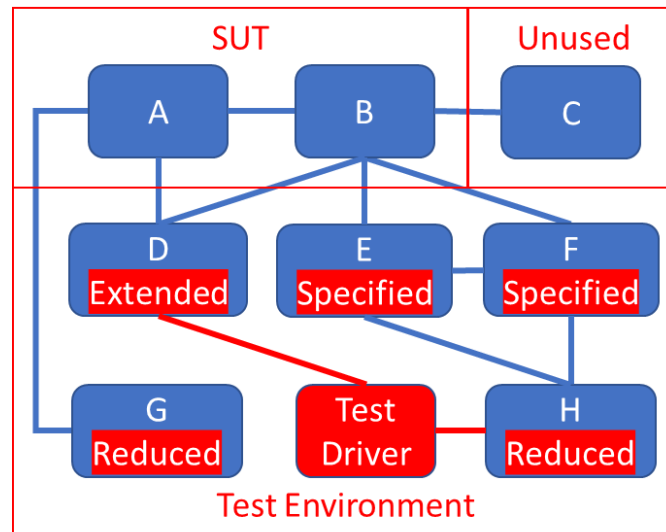 SUT
Unused
A
B
C
D
Extended
E
Specified
F
Specified
G
Reduced
Test
Driver
H
Reduced
Test Environment